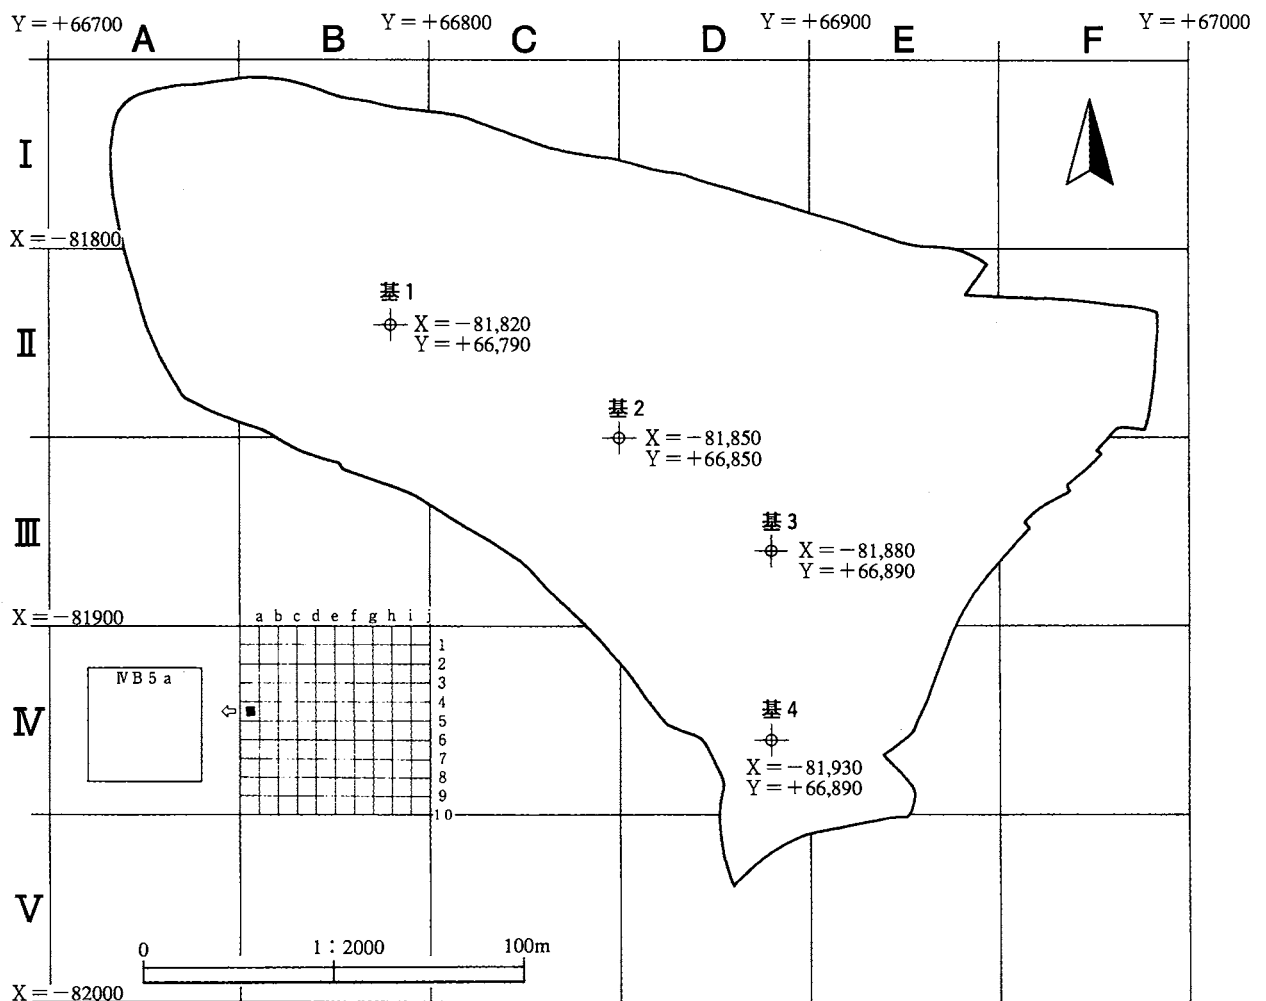 Y=+66700 Y=+66800 Y=+66900 Y=+67000
A B C D E F
I
X=-81800
基1
X=-81,820
Y=+66,790
II
基2
X=-81,850
Y=+66,850
基3
X=-81,880
Y=+66,890
III
X=-81900
a b c d e f g h i j
1
2
3
4
5
6
7
8
9
10
ⅣB5a
Ⅳ
基4
X=-81,930
Y=+66,890
Ⅴ
0 1:2000 100m
X=-82000